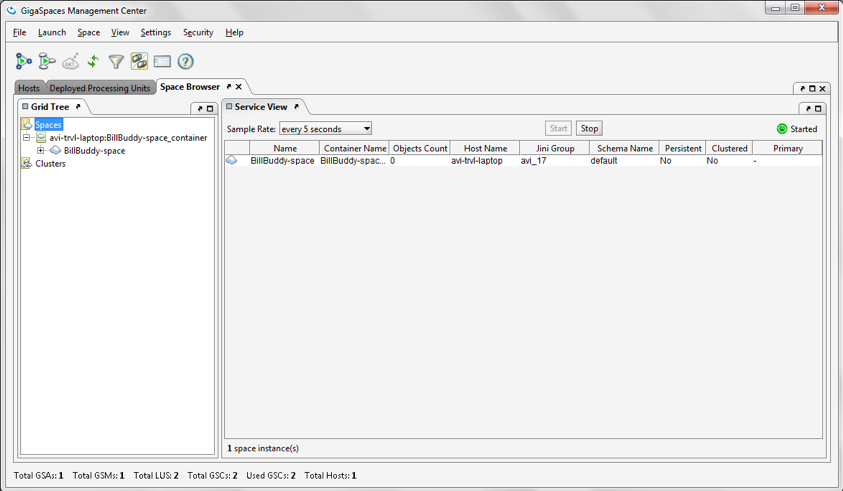 GigaSpaces Management Center
File Launch Space View Settings Security Help
Hosts Deployed Processing Units Space Browser
Grid Tree
Spaces
avi-trvl-laptop:BillBuddy-space_container
BillBuddy-space
Clusters
Service View
Sample Rate: every 5 seconds Start Stop Started
Name Container Name Objects Count Host Name Jini Group Schema Name Persistent Clustered Primary
BillBuddy-space BillBuddy-spac... 0 avi-trvl-laptop avi_17 default No No -
1 space instance(s)
Total GSAs: 1 Total GSMs: 1 Total LUS: 2 Total GSCs: 2 Used GSCs: 2 Total Hosts: 1